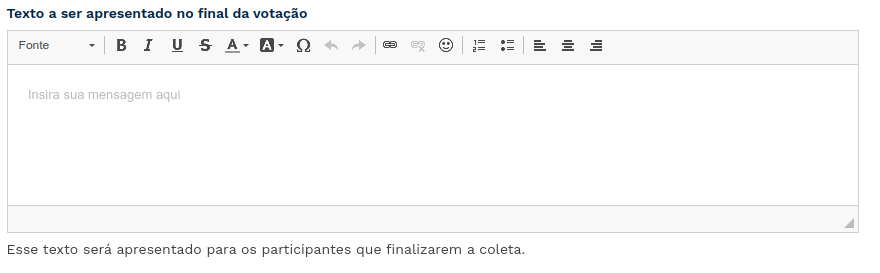 Texto a ser apresentado no final da votação
Fonte B I U S A A Ω
Insira sua mensagem aqui
Esse texto será apresentado para os participantes que finalizarem a coleta.